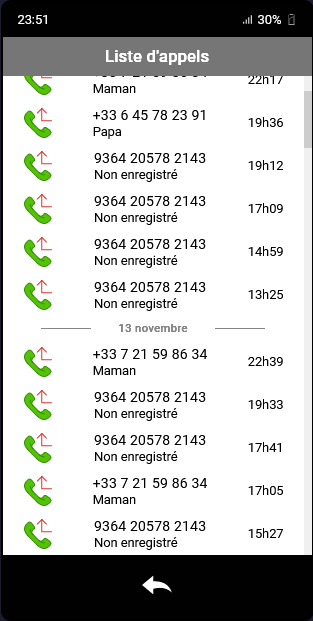 23:51
30%
Liste d'appels
22h17
Maman
+33 6 45 78 23 91
19h36
Papa
9364 20578 2143
19h12
Non enregistré
9364 20578 2143
17h09
Non enregistré
9364 20578 2143
14h59
Non enregistré
9364 20578 2143
13h25
Non enregistré
13 novembre
+33 7 21 59 86 34
22h39
Maman
9364 20578 2143
19h33
Non enregistré
9364 20578 2143
17h41
Non enregistré
+33 7 21 59 86 34
17h05
Maman
9364 20578 2143
15h27
Non enregistré